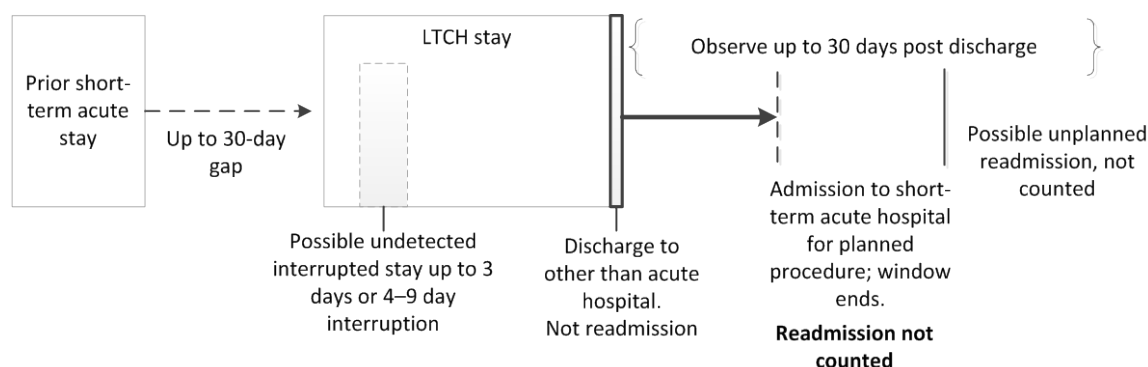 Prior short-
term acute
stay
Up to 30-day
gap
LTCH stay
Possible undetected
interrupted stay up to 3
days or 4–9 day
interruption
Discharge to
other than acute
hospital.
Not readmission
Observe up to 30 days post discharge
Admission to short-
term acute hospital
for planned
procedure; window
ends.
Readmission not
counted
Possible unplanned
readmission, not
counted